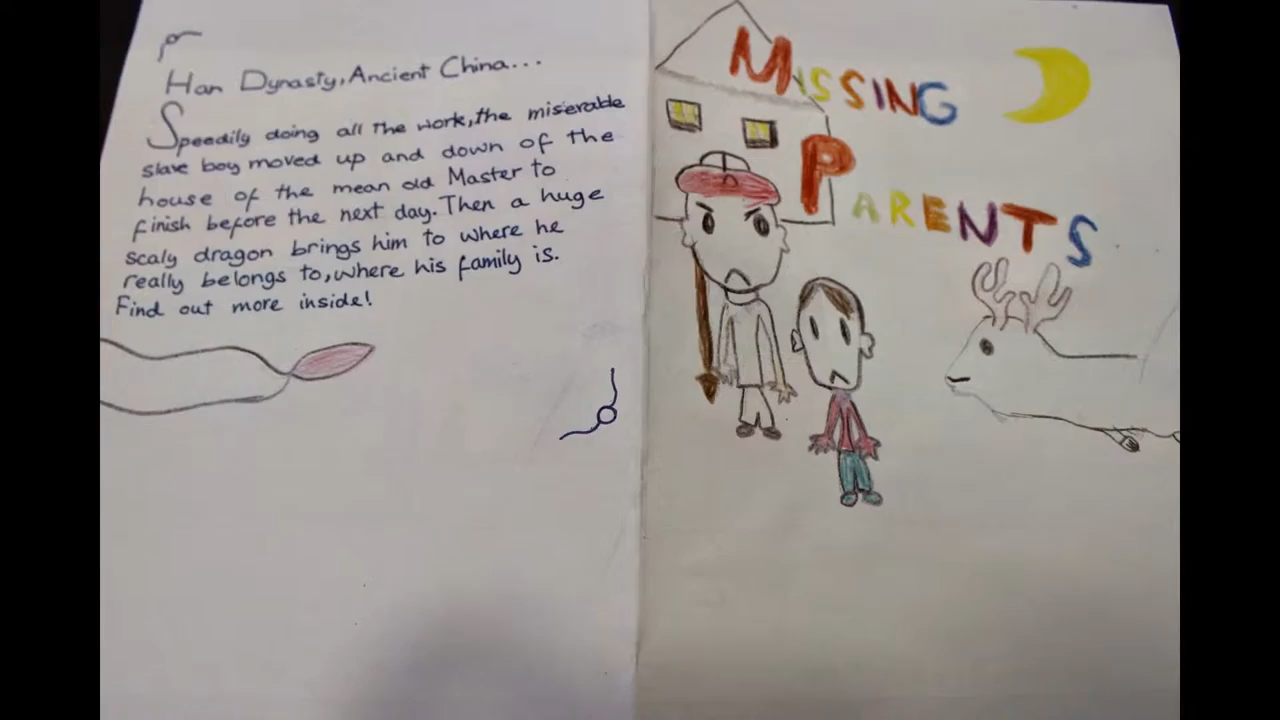 Han Dynasty, Ancient China...
Speedily doing all the work, the miserable
slave boy moved up and down of the
house of the mean old Master to
finish before the next day. Then a huge
scaly dragon brings him to where he
really belongs to, where his family is.
Find out more inside!
MISSING
PARENTS